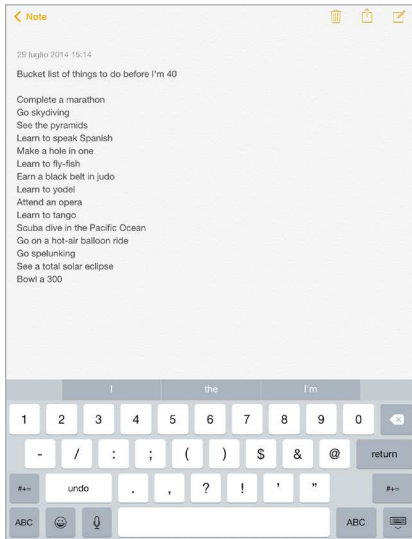 Note
29 luglio 2014 15:14
Bucket list of things to do before I'm 40
Complete a marathon
Go skydiving
See the pyramids
Learn to speak Spanish
Make a hole in one
Learn to fly-fish
Earn a black belt in judo
Learn to yodel
Attend an opera
Learn to tango
Scuba dive in the Pacific Ocean
Go on a hot-air balloon ride
Go spelunking
See a total solar eclipse
Bowl a 300
I the I'm
1 2 3 4 5 6 7 8 9 0
- / : ; ( ) $ & @ return
#+= undo . , ? ! ' " #+=
ABC ABC